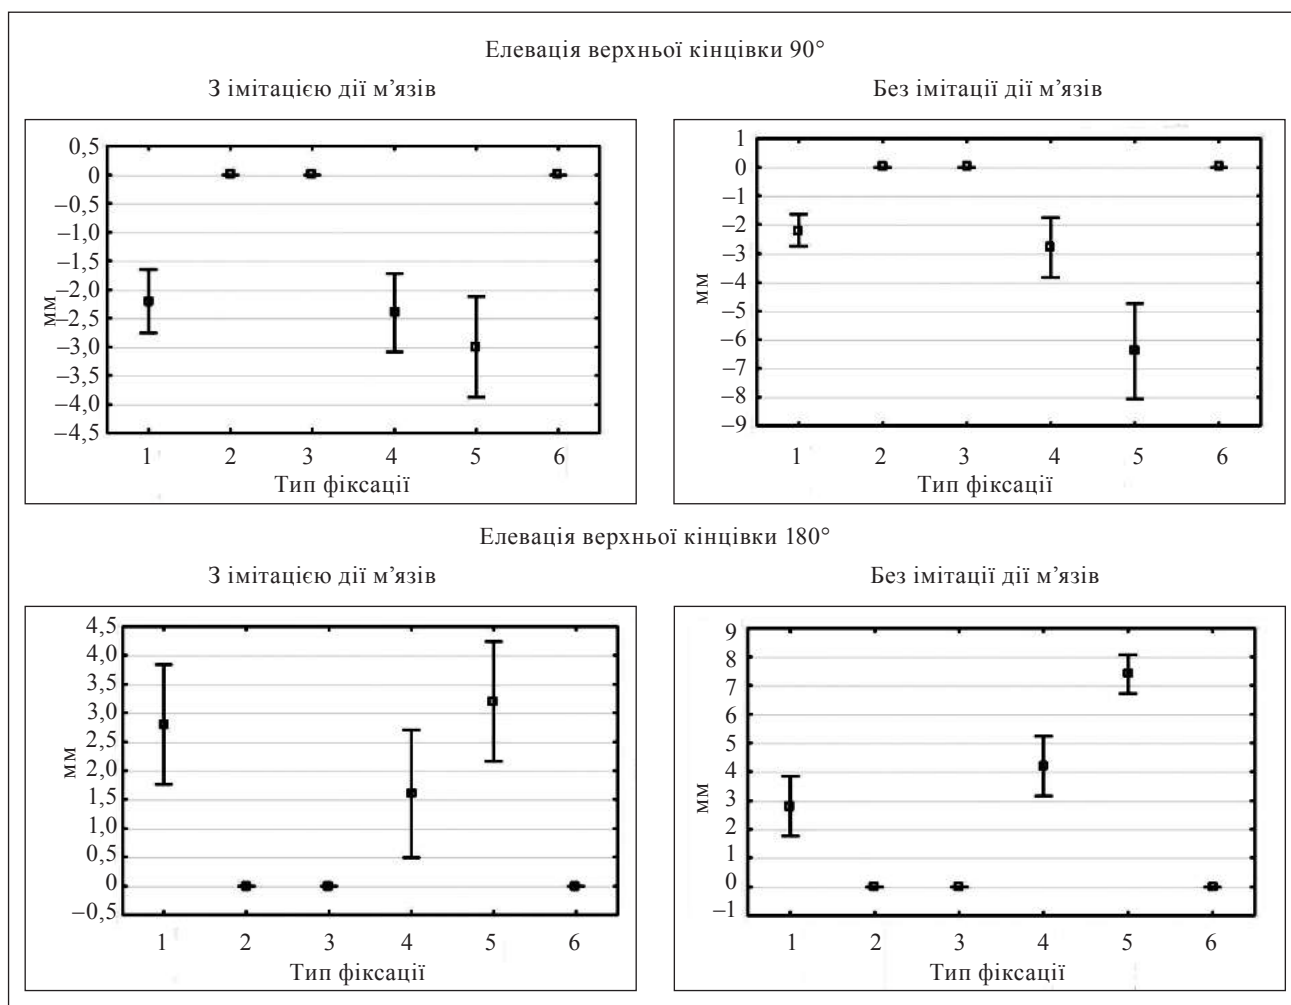 Елевація верхньої кінцівки 90°
З імітацією дії м’язів
Без імітації дії м’язів
0,5
0
–0,5
–1,0
–1,5
–2,0
–2,5
–3,0
–3,5
–4,0
–4,5
мм
1 2 3 4 5 6
Тип фіксації
1
0
–1
–2
–3
–4
–5
–6
–7
–8
–9
мм
1 2 3 4 5 6
Тип фіксації
Елевація верхньої кінцівки 180°
З імітацією дії м’язів
Без імітації дії м’язів
4,5
4,0
3,5
3,0
2,5
2,0
1,5
1,0
0,5
0
–0,5
мм
1 2 3 4 5 6
Тип фіксації
9
8
7
6
5
4
3
2
1
0
–1
мм
1 2 3 4 5 6
Тип фіксації